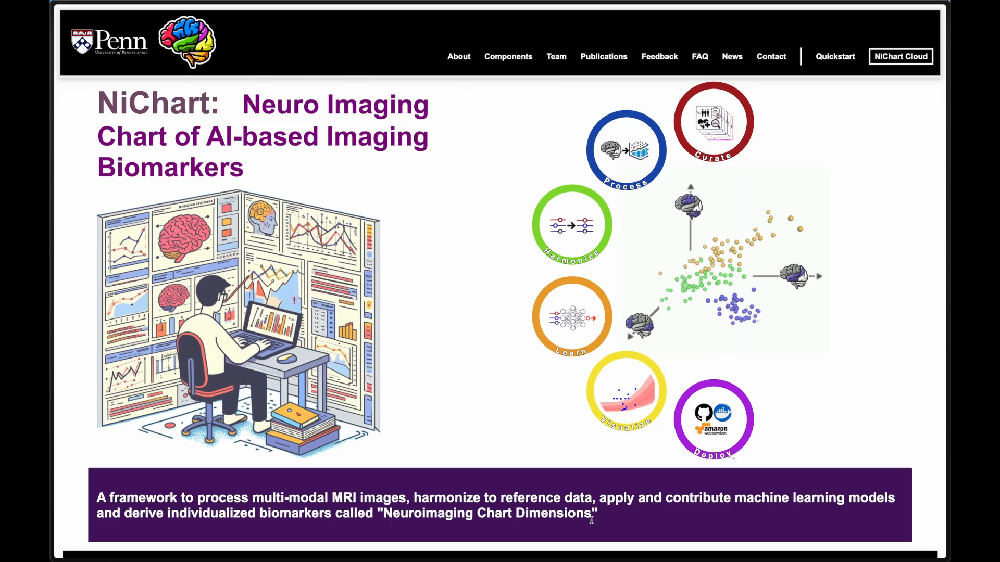 Penn
UNIVERSITY of PENNSYLVANIA
About Components Team Publications Feedback FAQ News Contact Quickstart NiChart Cloud
NiChart: Neuro Imaging
Chart of AI-based Imaging
Biomarkers
Curate
Process
Harmonize
Learn
Visualize
amazon
web services
Deploy
A framework to process multi-modal MRI images, harmonize to reference data, apply and contribute machine learning models
and derive individualized biomarkers called "Neuroimaging Chart Dimensions"